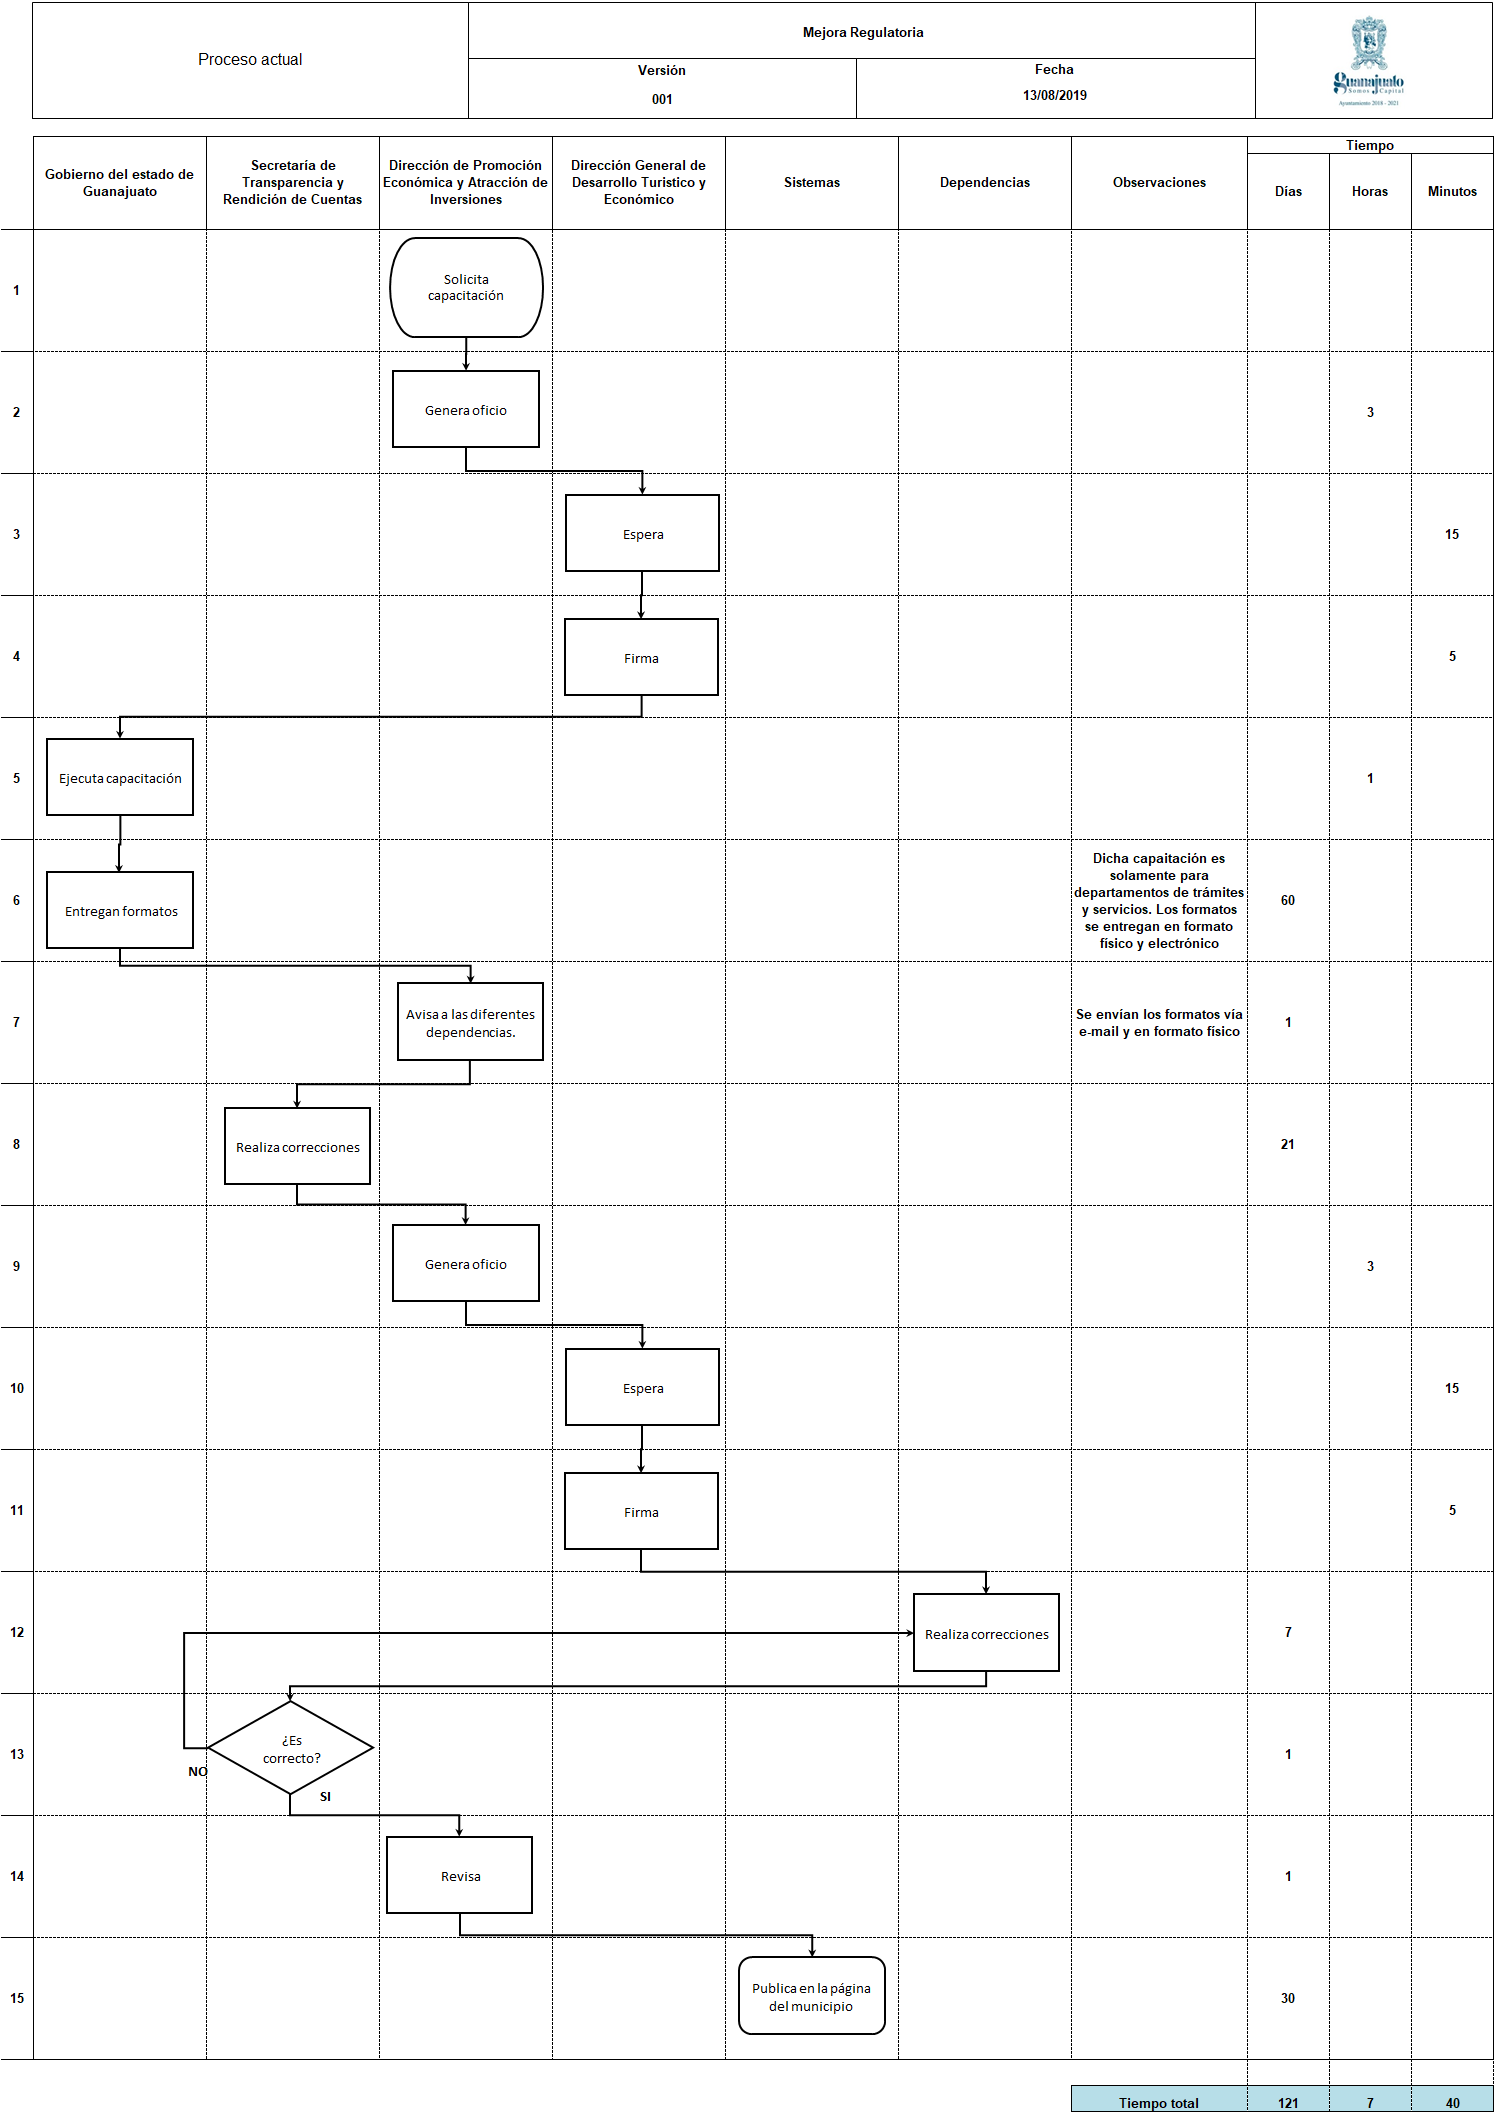 Proceso actual
Mejora Regulatoria
Versión
001
Fecha
13/08/2019
guanajuato
Somos Capital
Ayuntamiento 2018 - 2021
Gobierno del estado de
Guanajuato
Secretaría de
Transparencia y
Rendición de Cuentas
Dirección de Promoción
Económica y Atracción de
Inversiones
Dirección General de
Desarrollo Turistico y
Económico
Sistemas
Dependencias
Observaciones
Tiempo
Días
Horas
Minutos
1
Solicita
capacitación
2
Genera oficio
3
3
Espera
15
4
Firma
5
5
Ejecuta capacitación
1
6
Entregan formatos
Dicha capaitación es
solamente para
departamentos de trámites
y servicios. Los formatos
se entregan en formato
físico y electrónico
60
7
Avisa a las diferentes
dependencias.
Se envían los formatos vía
e-mail y en formato físico
1
8
Realiza correcciones
21
9
Genera oficio
3
10
Espera
15
11
Firma
5
12
Realiza correcciones
7
13
¿Es
correcto?
NO
SI
1
14
Revisa
1
15
Publica en la página
del municipio
30
Tiempo total
121
7
40